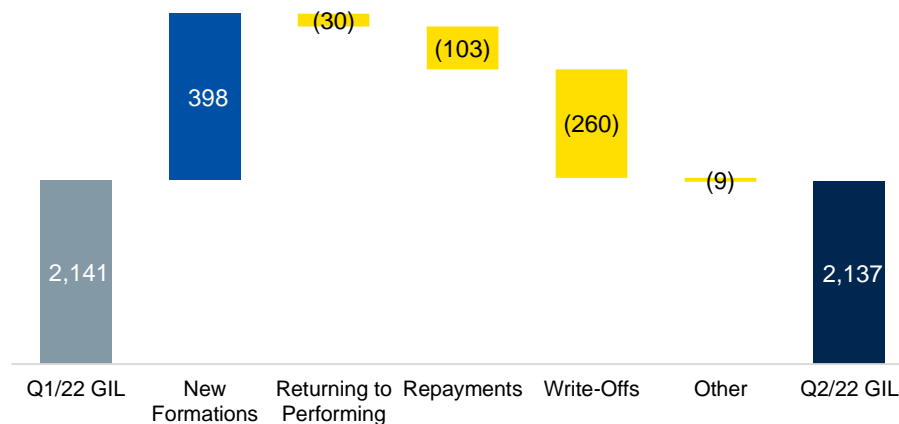 (30)
(103)
398
(260)
(9)
2,141
2,137
Q1/22 GIL
New
Formations
Returning to
Performing
Repayments
Write-Offs
Other
Q2/22 GIL